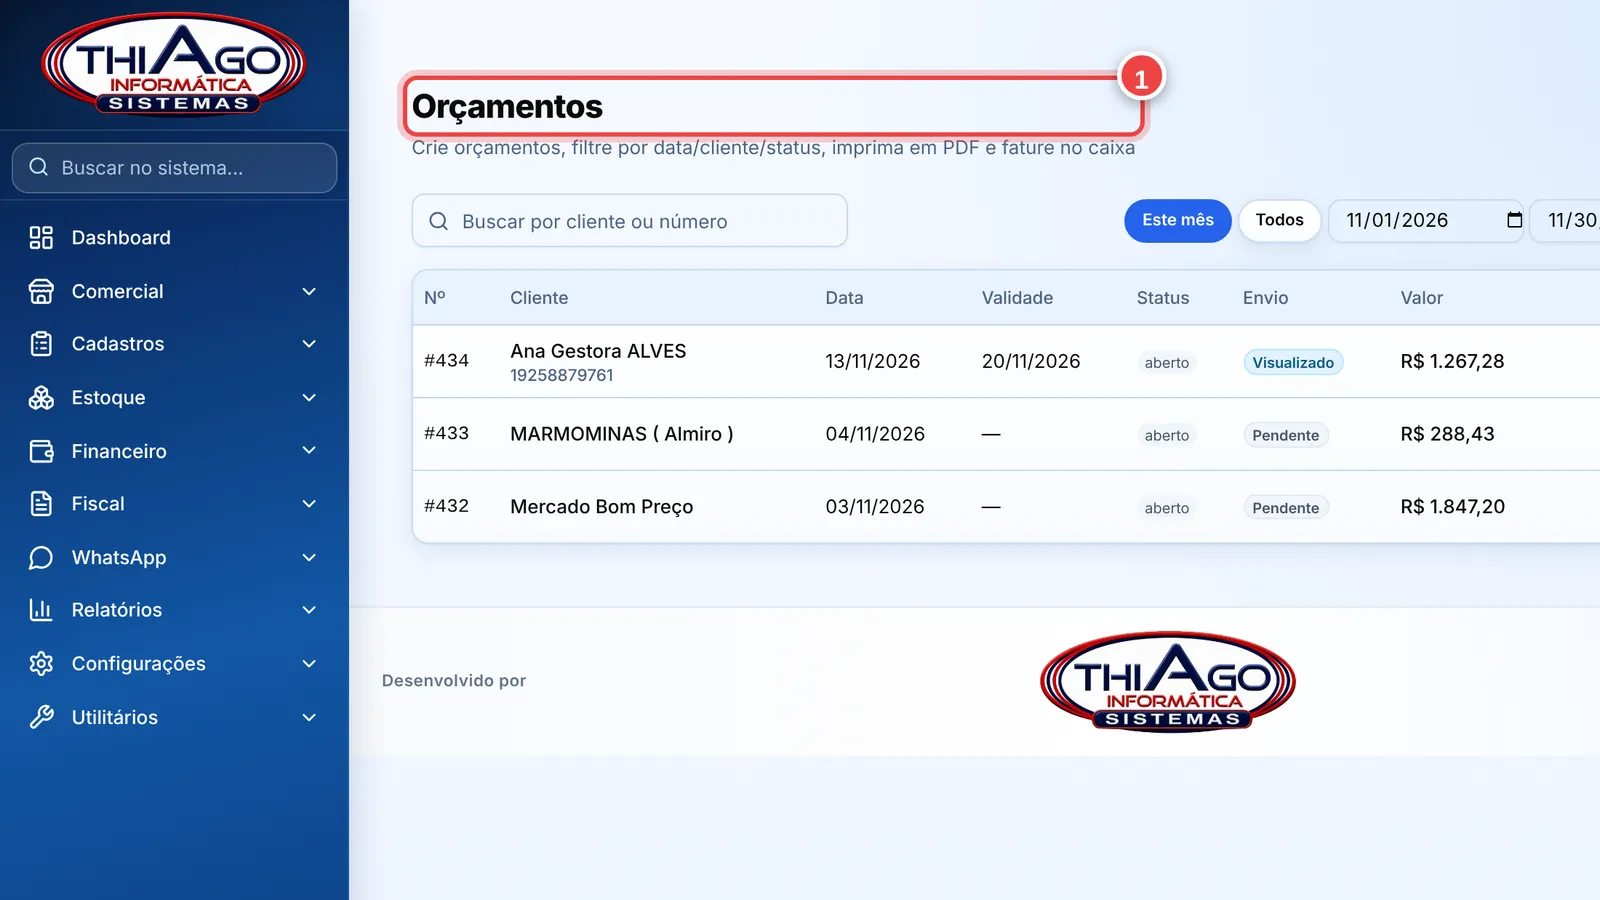 THIAGO
INFORMÁTICA
SISTEMAS
Buscar no sistema...
Dashboard
Comercial
Cadastros
Estoque
Financeiro
Fiscal
WhatsApp
Relatórios
Configurações
Utilitários
1
Orçamentos
Crie orçamentos, filtre por data/cliente/status, imprima em PDF e fature no caixa
Buscar por cliente ou número
Este mês Todos 11/01/2026 11/30/
Nº Cliente Data Validade Status Envio Valor
#434 Ana Gestora ALVES 13/11/2026 20/11/2026 aberto Visualizado R$ 1.267,28
19258879761
#433 MARMOMINAS ( Almiro ) 04/11/2026 — aberto Pendente R$ 288,43
#432 Mercado Bom Preço 03/11/2026 — aberto Pendente R$ 1.847,20
Desenvolvido por
THIAGO
INFORMÁTICA
SISTEMAS